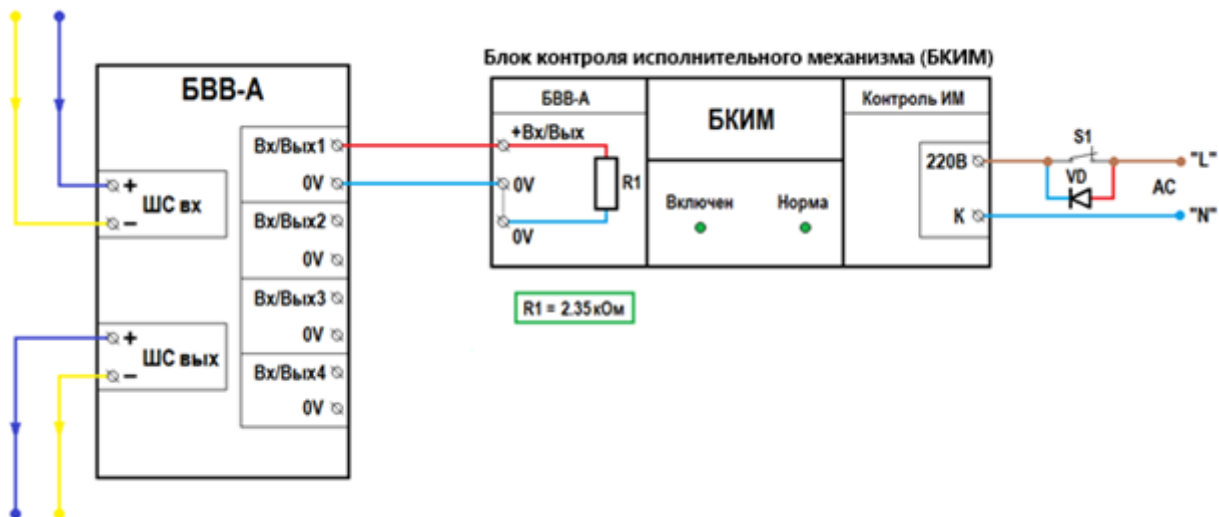 Блок контроля исполнительного механизма (БКИМ)
БВВ-А
Вх/Вых1
0V
Вх/Вых2
0V
Вх/Вых3
0V
Вх/Вых4
0V
+
ШС вх
–
+
ШС вых
–
БВВ-А
+Вх/Вых
0V
0V
R1
БКИМ
Включен
Норма
Контроль ИМ
220В
К
S1
VD
"L"
AC
"N"
R1 = 2.35кОм